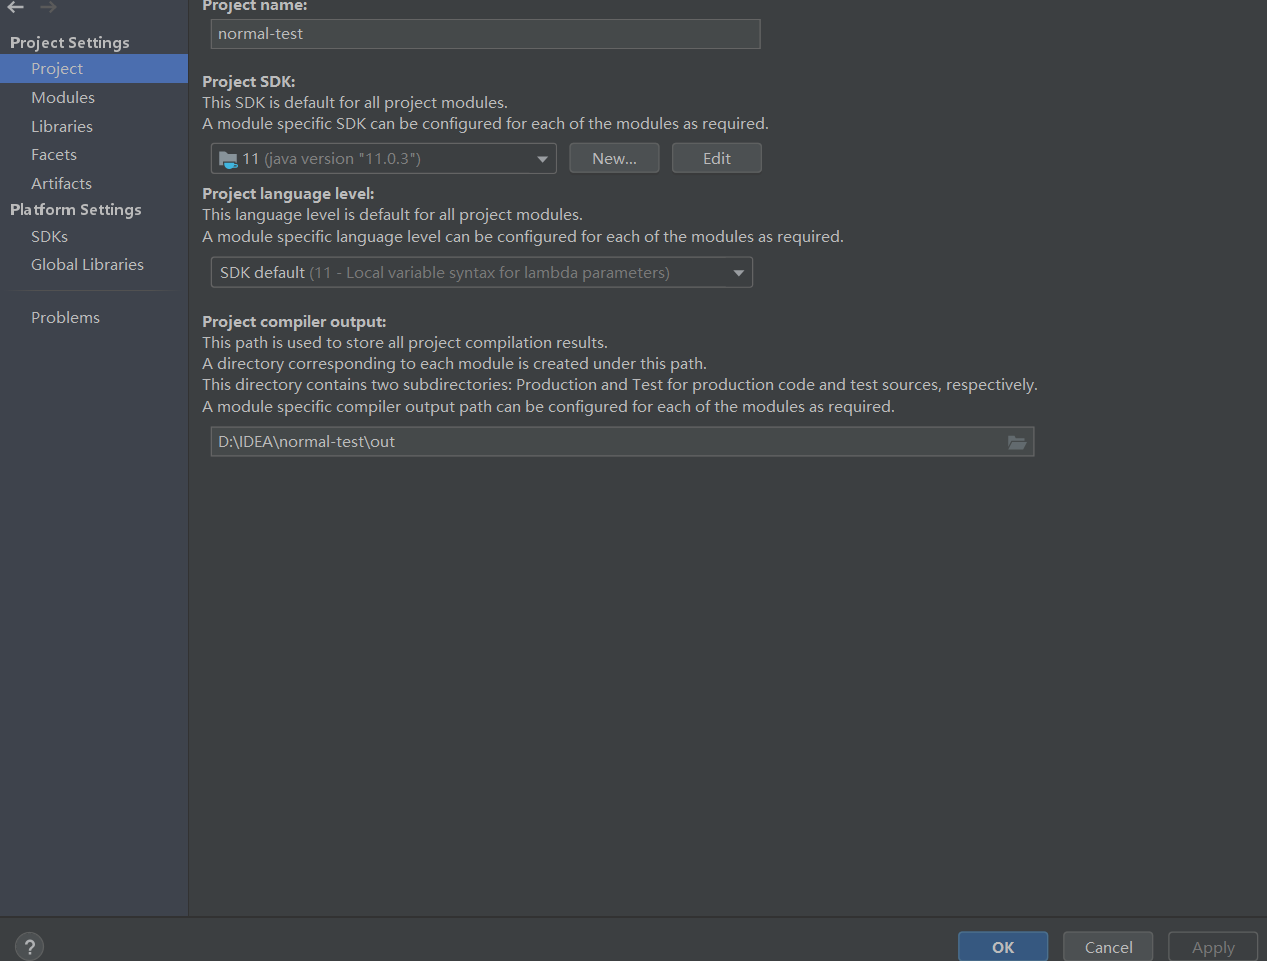 Project name:
normal-test
Project Settings
Project
Modules
Libraries
Facets
Artifacts
Platform Settings
SDKs
Global Libraries
Problems
Project SDK:
This SDK is default for all project modules.
A module specific SDK can be configured for each of the modules as required.
11 (java version "11.0.3")
New...
Edit
Project language level:
This language level is default for all project modules.
A module specific language level can be configured for each of the modules as required.
SDK default (11 - Local variable syntax for lambda parameters)
Project compiler output:
This path is used to store all project compilation results.
A directory corresponding to each module is created under this path.
This directory contains two subdirectories: Production and Test for production code and test sources, respectively.
A module specific compiler output path can be configured for each of the modules as required.
D:\IDEA\normal-test\out
?
OK
Cancel
Apply